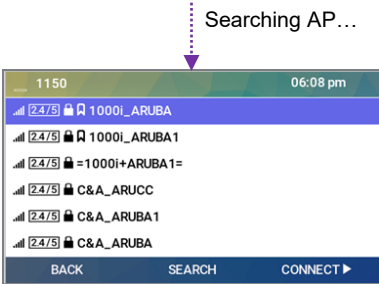 Searching AP…
1150 06:08 pm
2.4/5 1000i_ARUBA
2.4/5 1000i_ARUBA1
2.4/5 =1000i+ARUBA1=
2.4/5 C&A_ARUCC
2.4/5 C&A_ARUBA1
2.4/5 C&A_ARUBA
BACK SEARCH CONNECT